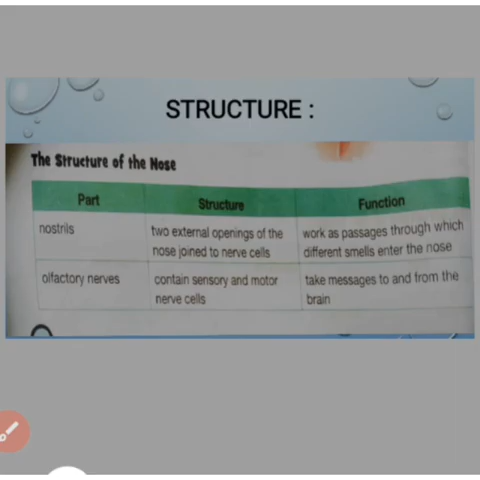 STRUCTURE :
The Structure of the Nose
Part Structure Function
nostrils two external openings of the work as passages through which
nose joined to nerve cells different smells enter the nose
olfactory nerves contain sensory and motor take messages to and from the
nerve cells brain